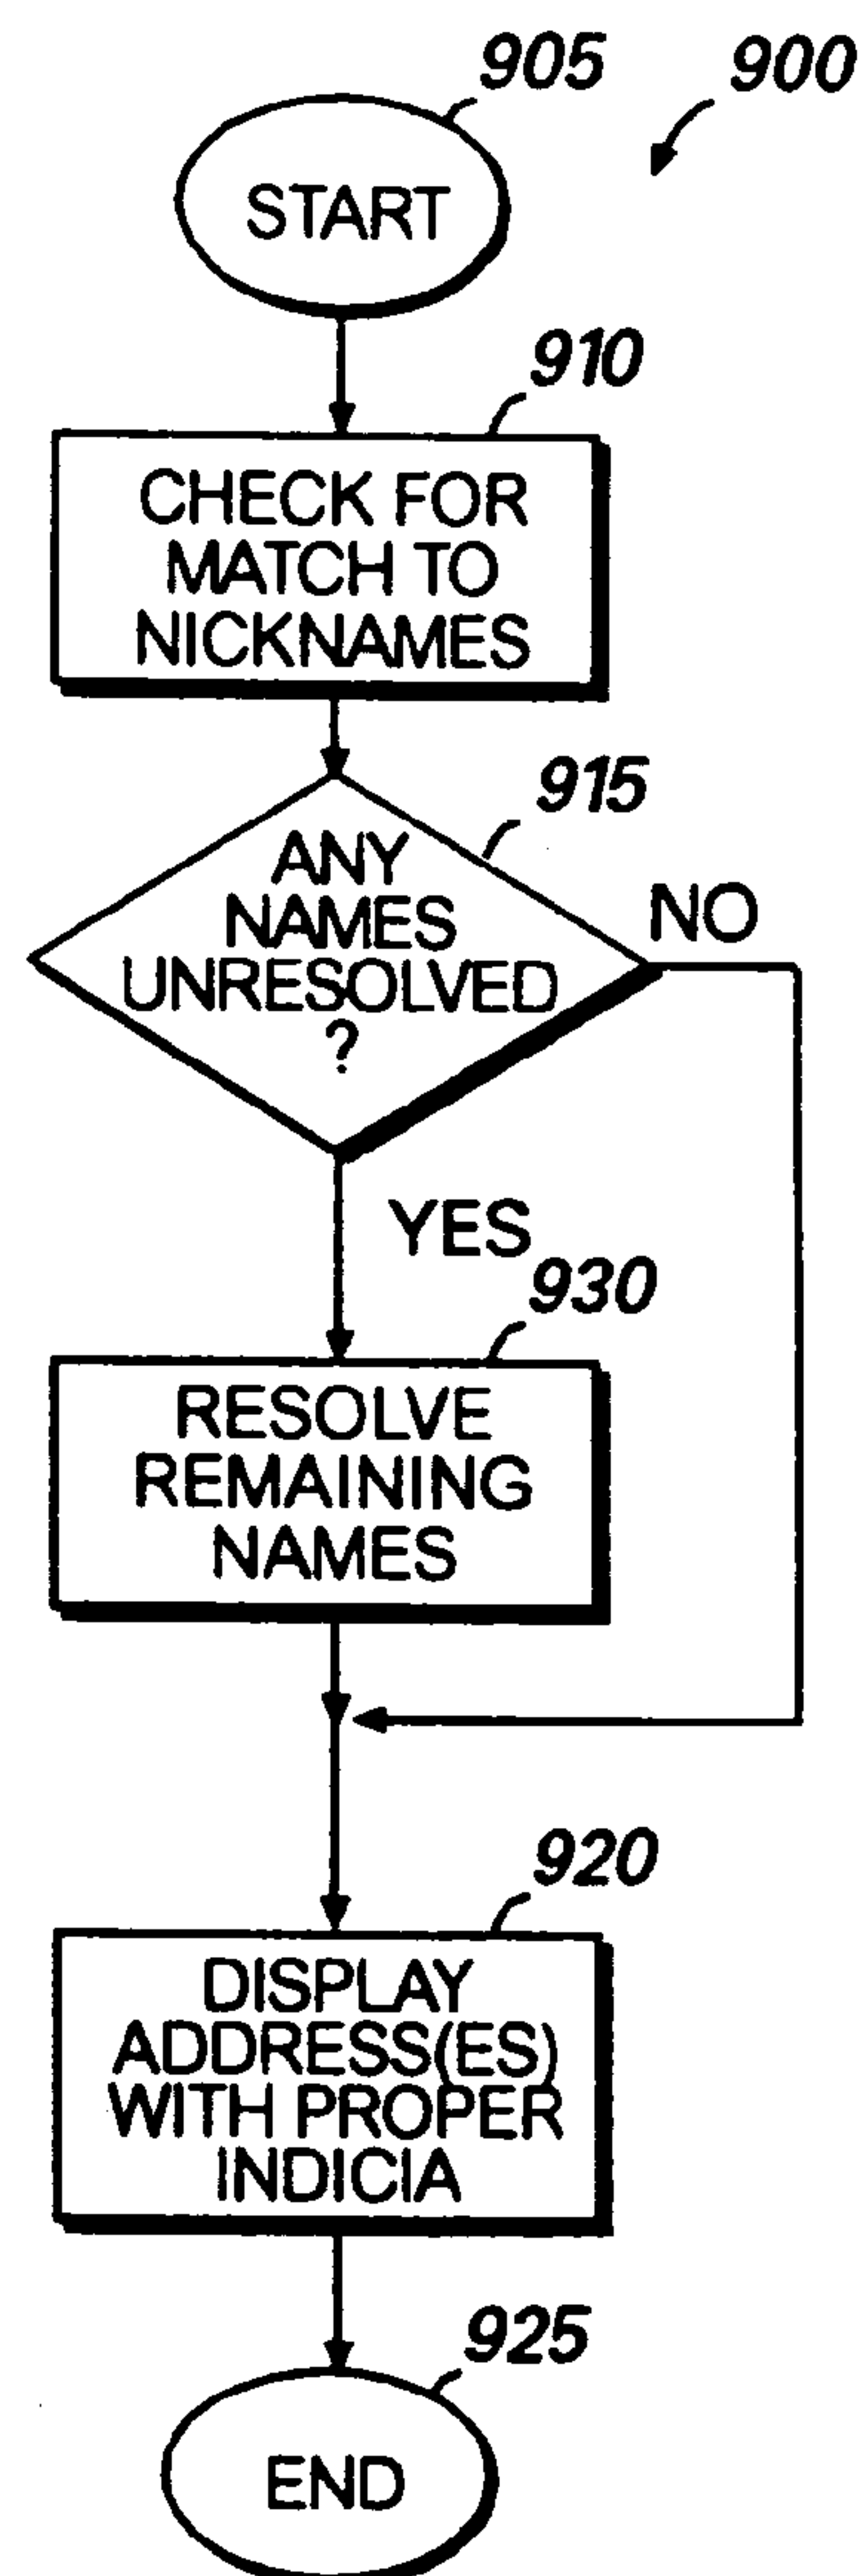 905
900
START
910
CHECK FOR
MATCH TO
NICKNAMES
915
ANY
NAMES
UNRESOLVED
?
NO
YES
930
RESOLVE
REMAINING
NAMES
920
DISPLAY
ADDRESS(ES)
WITH PROPER
INDICIA
925
END